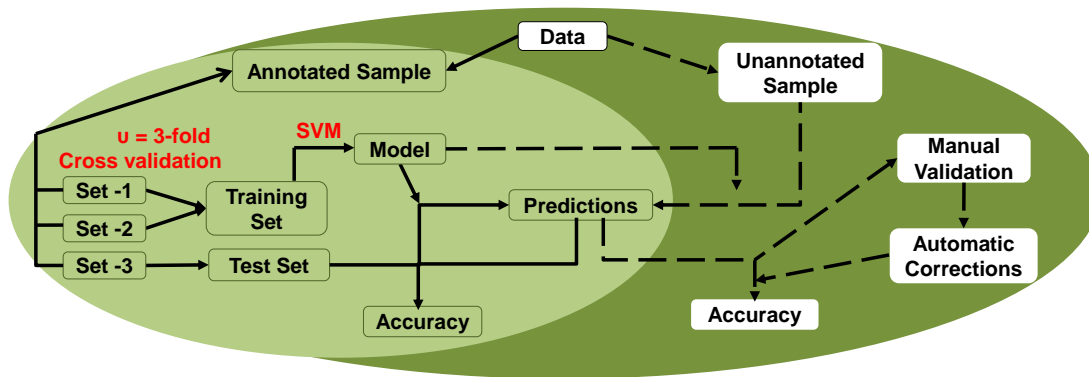 Data
Annotated Sample
Unannotated
Sample
υ = 3-fold
Cross validation
SVM
Model
Manual
Validation
Set -1
Training
Set
Predictions
Set -2
Set -3
Test Set
Automatic
Corrections
Accuracy
Accuracy